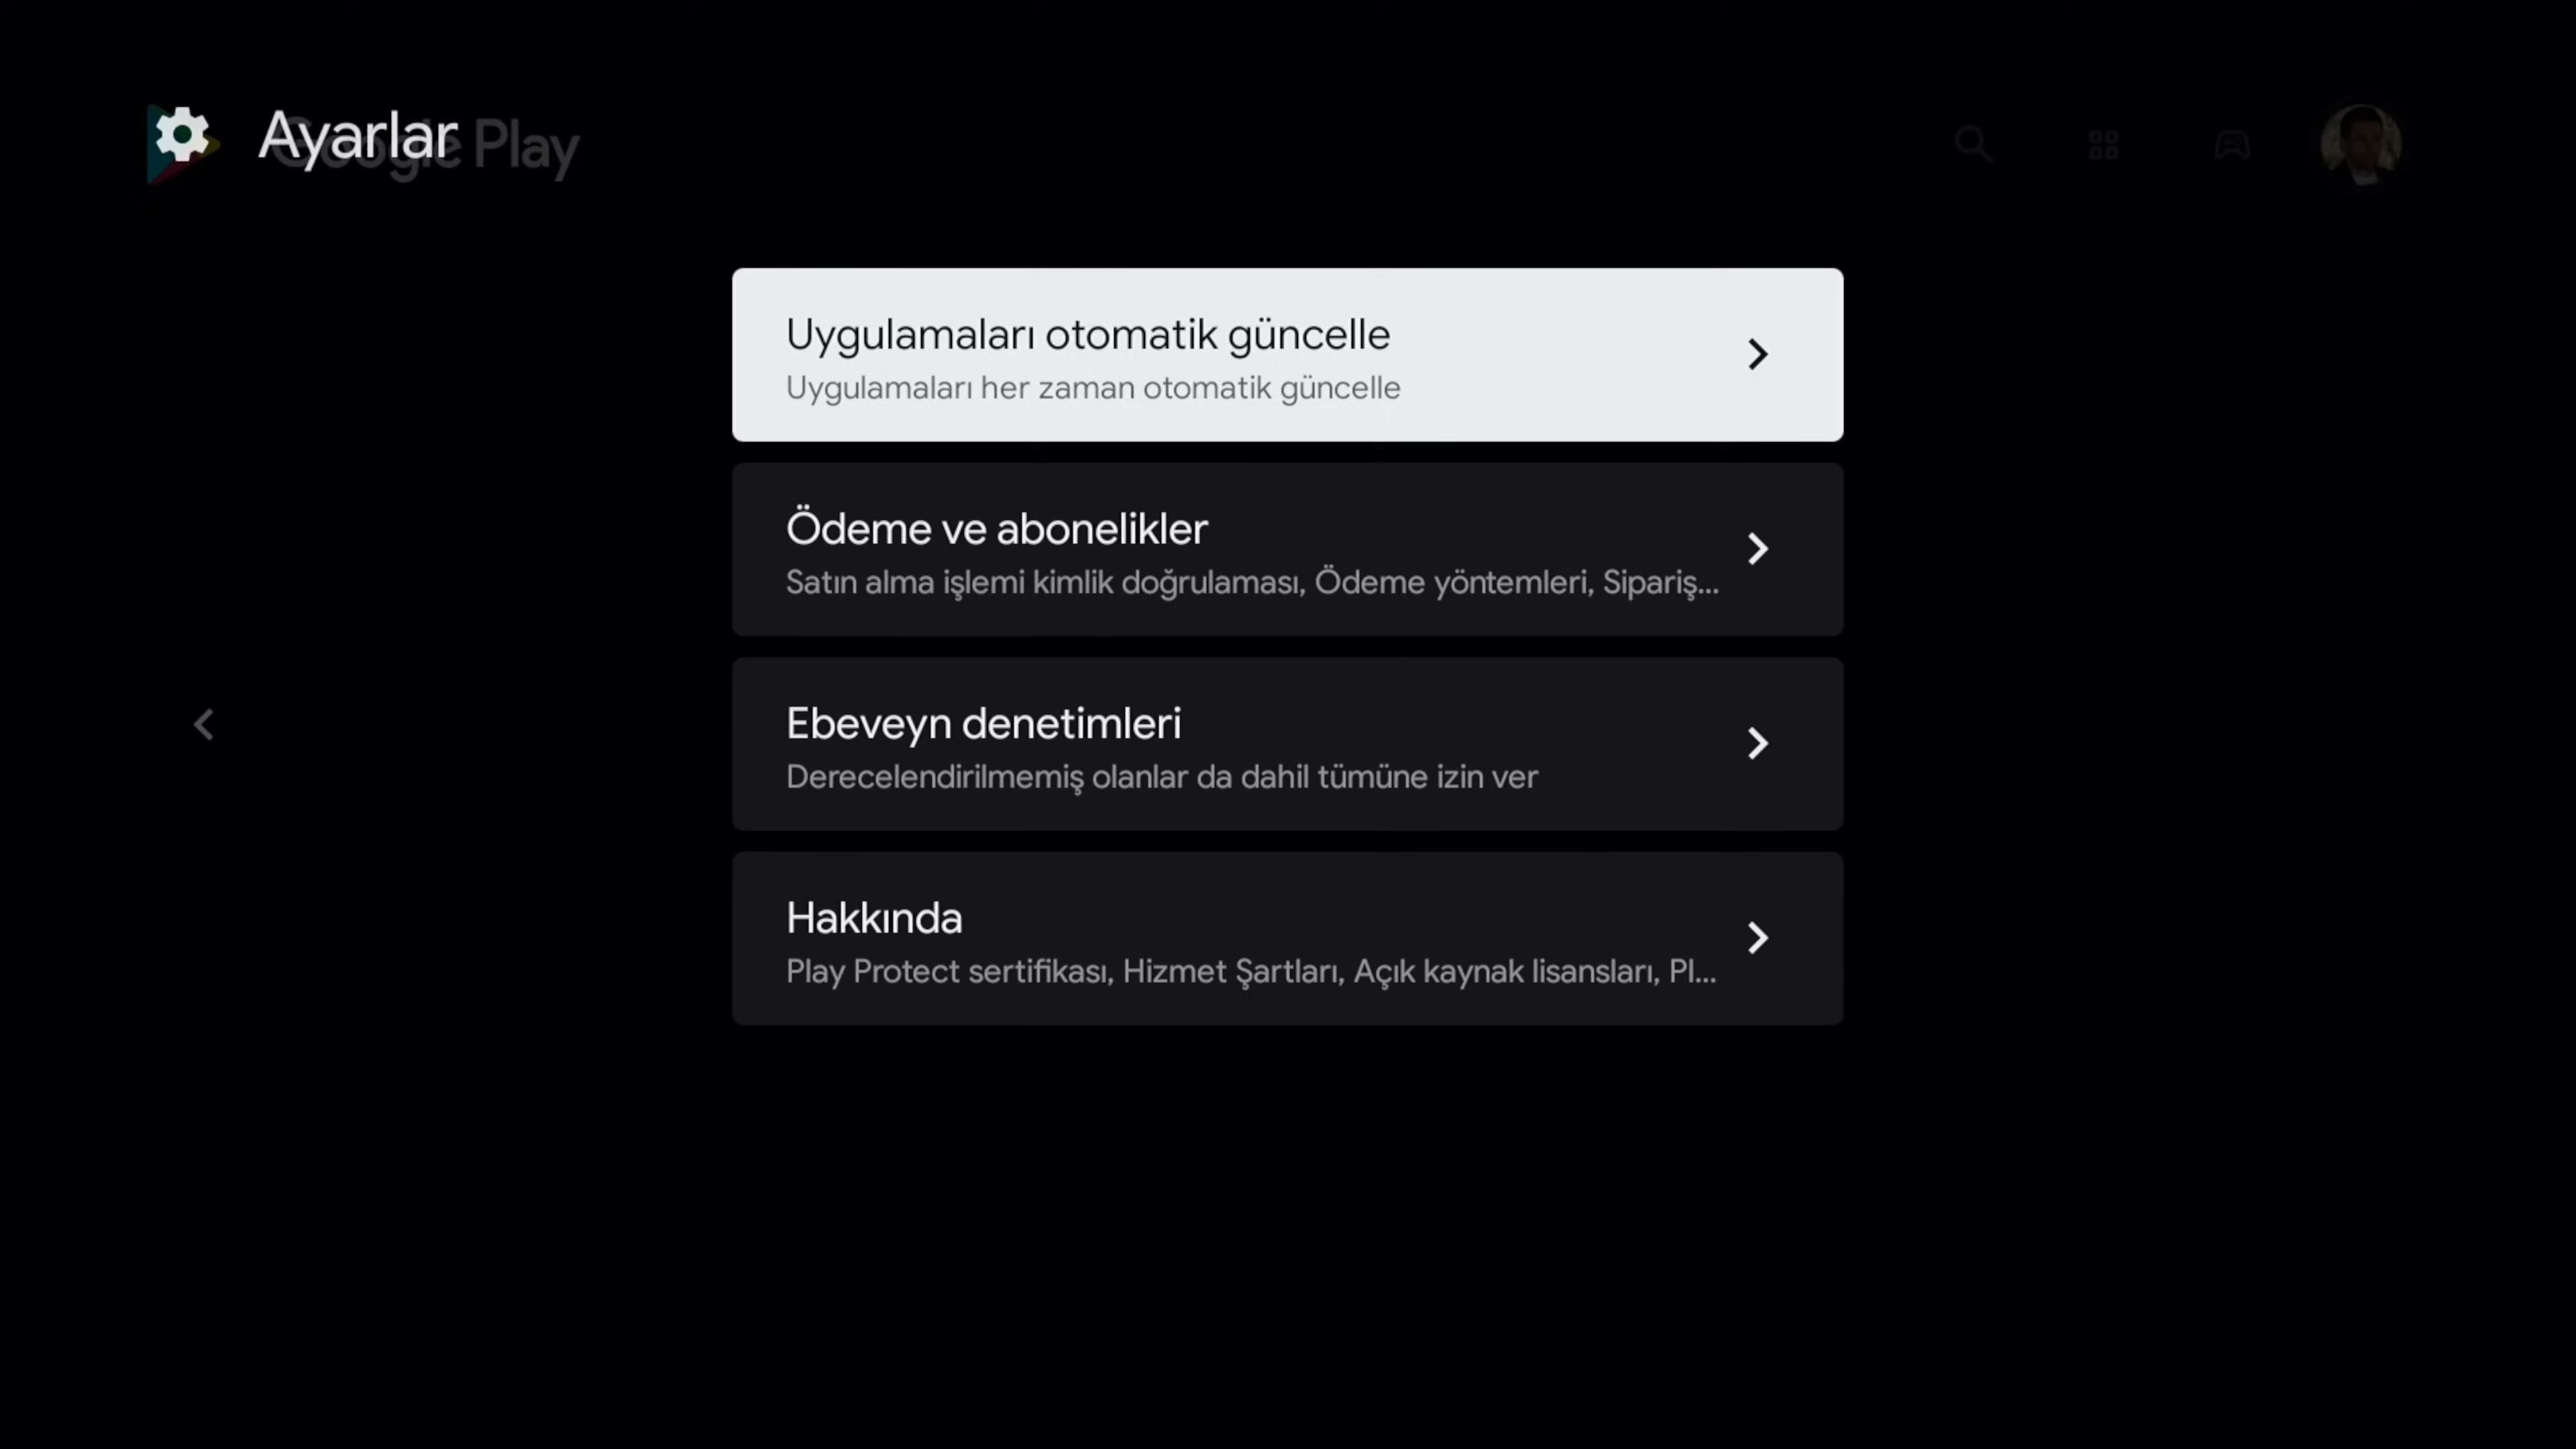 Ayarlar
Google Play
Uygulamaları otomatik güncelle
Uygulamaları her zaman otomatik güncelle
Ödeme ve abonelikler
Satın alma işlemi kimlik doğrulaması, Ödeme yöntemleri, Sipariş...
Ebeveyn denetimleri
Derecelendirilmemiş olanlar da dahil tümüne izin ver
Hakkında
Play Protect sertifikası, Hizmet Şartları, Açık kaynak lisansları, Pl...